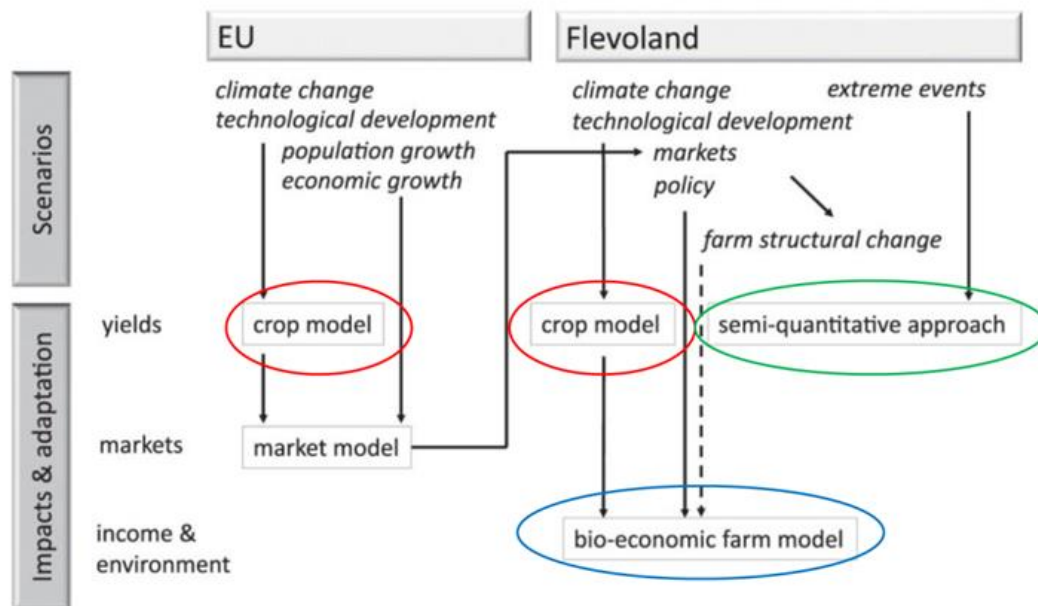 EU
Flevoland
Scenarios
climate change
technological development
population growth
economic growth
climate change
technological development
markets
policy
extreme events
farm structural change
Impacts & adaptation
yields
crop model
crop model
semi-quantitative approach
markets
market model
income &
environment
bio-economic farm model